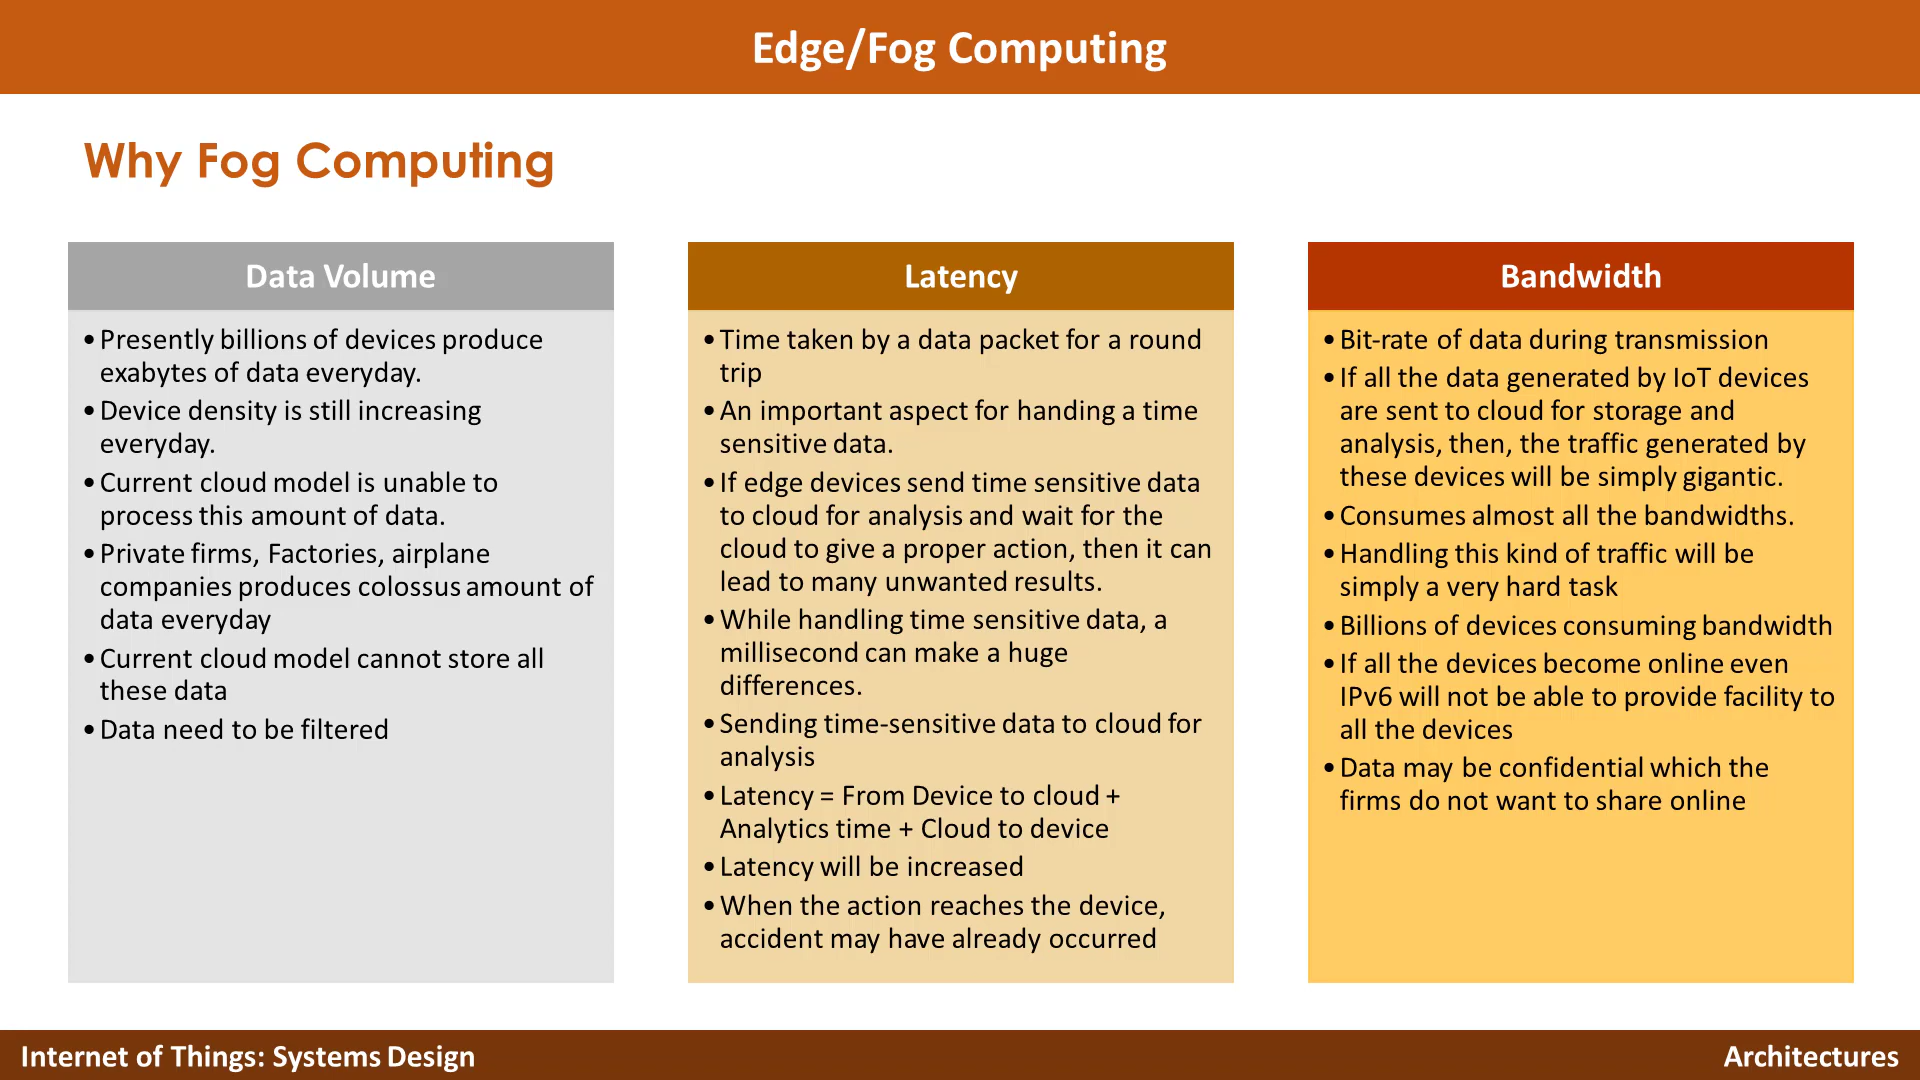 Edge/Fog Computing
Why Fog Computing
Data Volume
•Presently billions of devices produce
exabytes of data everyday.
•Device density is still increasing
everyday.
•Current cloud model is unable to
process this amount of data.
•Private firms, Factories, airplane
companies produces colossus amount of
data everyday
•Current cloud model cannot store all
these data
•Data need to be filtered
Latency
•Time taken by a data packet for a round
trip
•An important aspect for handing a time
sensitive data.
•If edge devices send time sensitive data
to cloud for analysis and wait for the
cloud to give a proper action, then it can
lead to many unwanted results.
•While handling time sensitive data, a
millisecond can make a huge
differences.
•Sending time-sensitive data to cloud for
analysis
•Latency = From Device to cloud +
Analytics time + Cloud to device
•Latency will be increased
•When the action reaches the device,
accident may have already occurred
Bandwidth
•Bit-rate of data during transmission
•If all the data generated by IoT devices
are sent to cloud for storage and
analysis, then, the traffic generated by
these devices will be simply gigantic.
•Consumes almost all the bandwidths.
•Handling this kind of traffic will be
simply a very hard task
•Billions of devices consuming bandwidth
•If all the devices become online even
IPv6 will not be able to provide facility to
all the devices
•Data may be confidential which the
firms do not want to share online
Internet of Things: Systems Design
Architectures